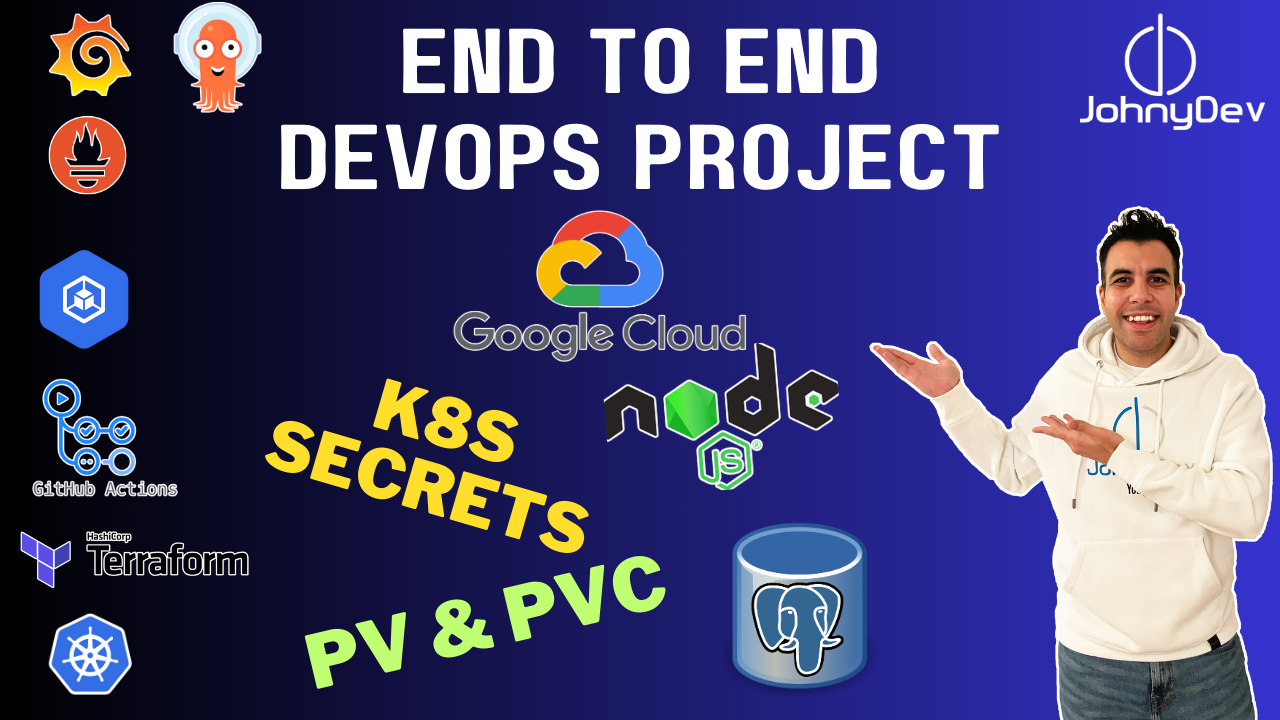 END TO END
DEVOPS PROJECT
JohnyDev
Google Cloud
node
JS
®
K8S
SECRETS
GitHub Actions
HashiCorp
Terraform
PV & PVC